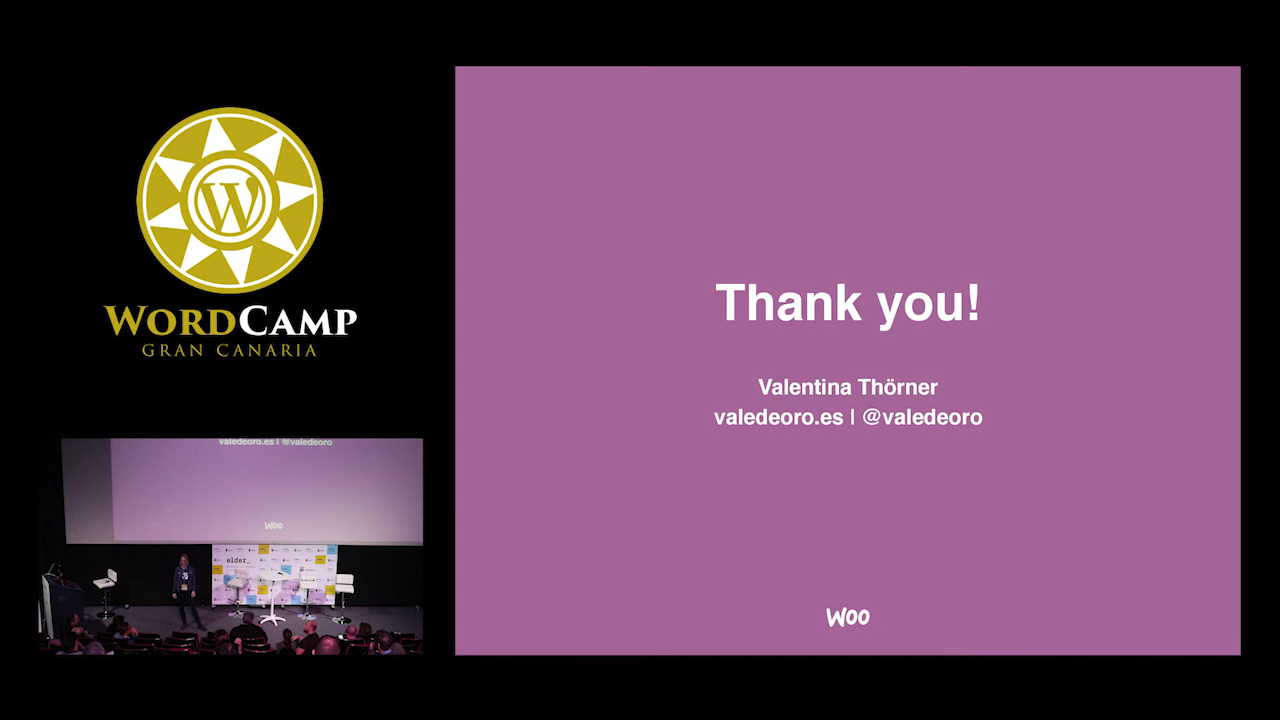 WORDCAMP
GRAN CANARIA
Thank you!
Valentina Thörner
valedeoro.es | @valedeoro
Woo
valedeoro.es | @valedeoro
Woo
elder_